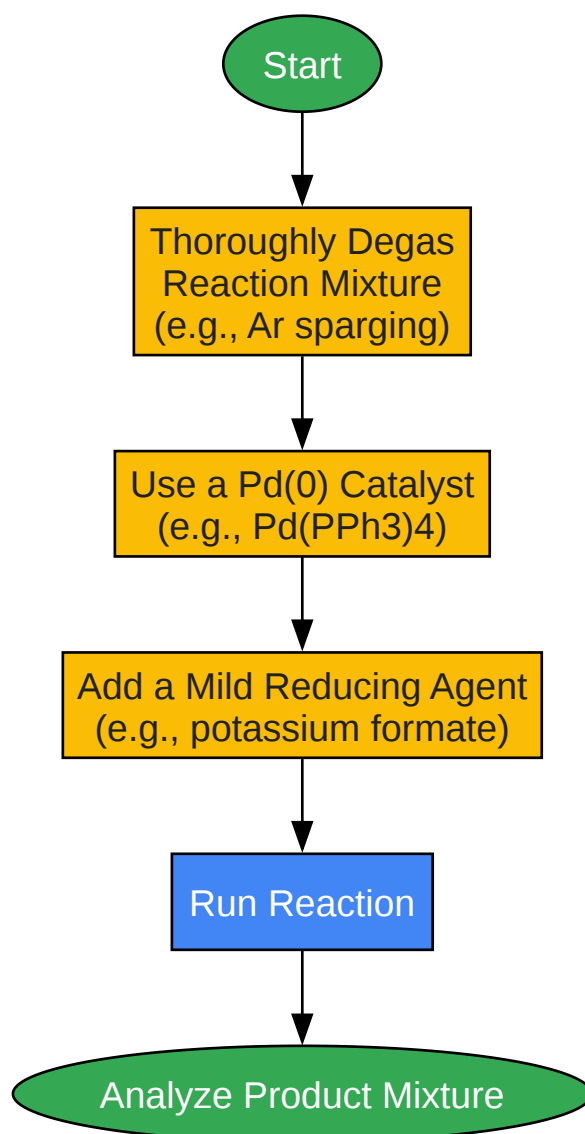 Start
Thoroughly Degas
Reaction Mixture
(e.g., Ar sparging)
Use a Pd(0) Catalyst
(e.g., Pd(PPh3)4)
Add a Mild Reducing Agent
(e.g., potassium formate)
Run Reaction
Analyze Product Mixture